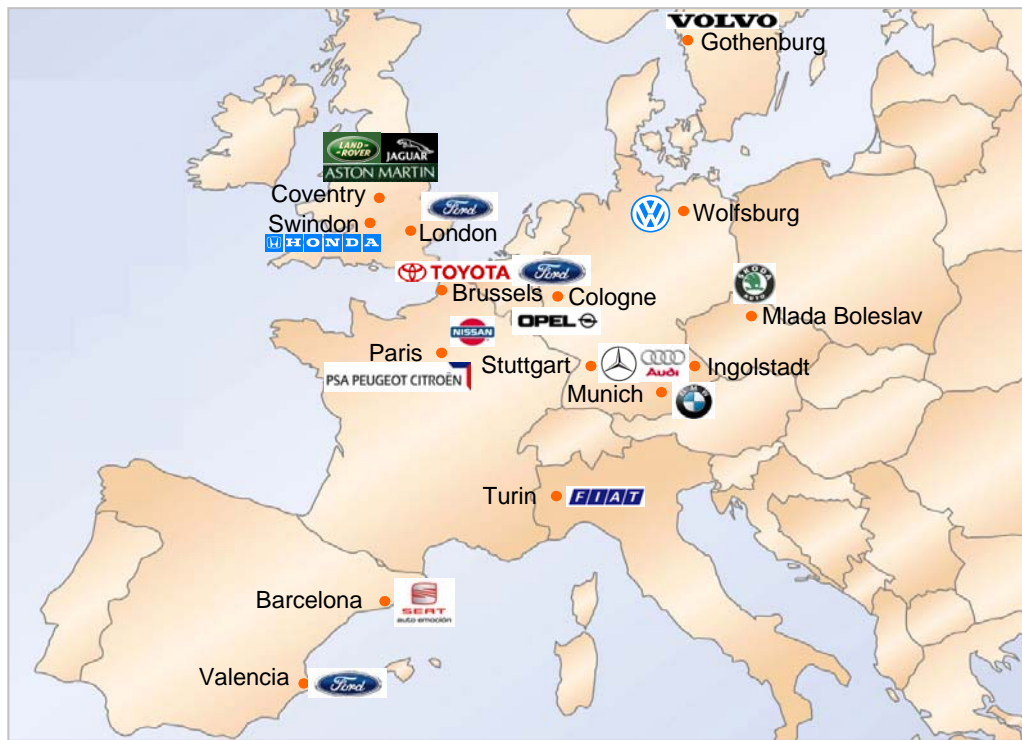 VOLVO
Gothenburg
LAND-
ROVER
JAGUAR
ASTON MARTIN
Coventry
Ford
Wolfsburg
Swindon
London
HONDA
TOYOTA
Ford
ŠKODA
AUTO
Brussels
Cologne
OPEL
Mlada Boleslav
NISSAN
Paris
Stuttgart
Audi
Ingolstadt
PSA PEUGEOT CITROËN
Munich
BMW
Turin
FIAT
Barcelona
SEAT
auto emoción
Valencia
Ford